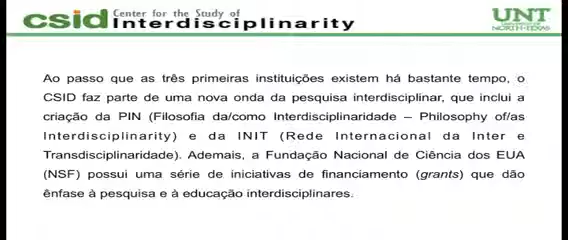 csid Center for the Study of
Interdisciplinarity
UNT
UNIVERSITY OF
NORTH TEXAS
Ao passo que as três primeiras instituições existem há bastante tempo, o
CSID faz parte de uma nova onda da pesquisa interdisciplinar, que inclui a
criação da PIN (Filosofia da/como Interdisciplinaridade – Philosophy of/as
Interdisciplinarity) e da INIT (Rede Internacional da Inter e
Transdisciplinaridade). Ademais, a Fundação Nacional de Ciência dos EUA
(NSF) possui uma série de iniciativas de financiamento (grants) que dão
ênfase à pesquisa e à educação interdisciplinares.